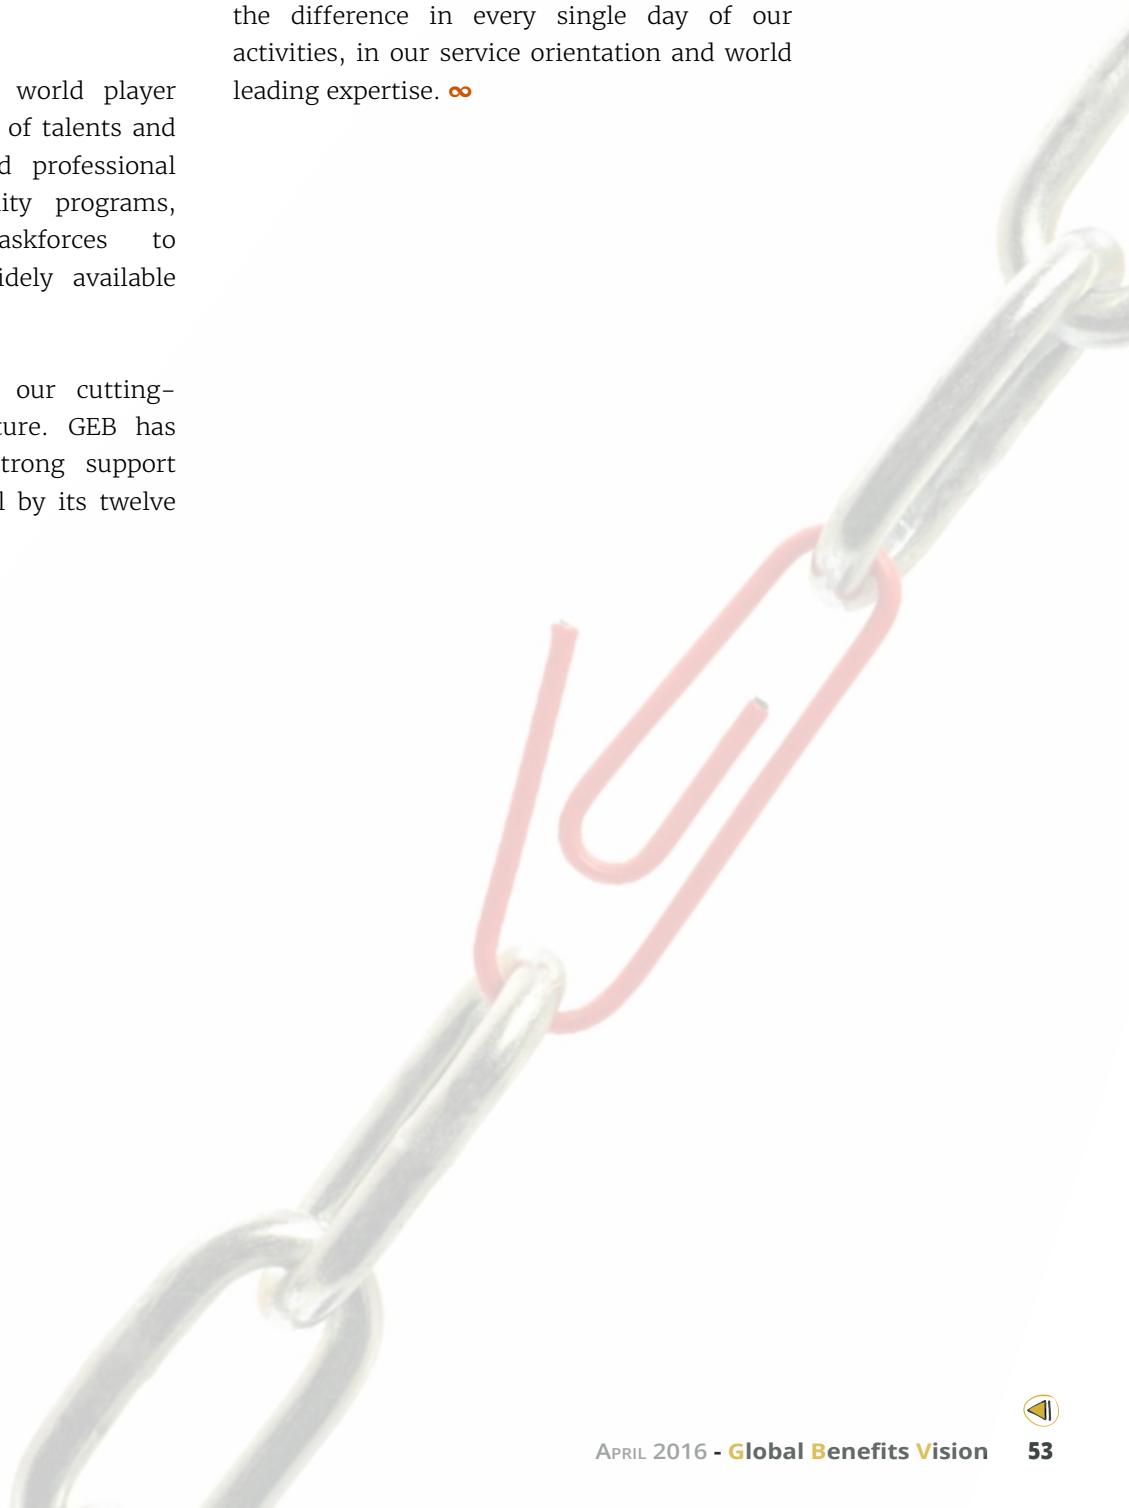 world player
of talents and
professional
programs,
to
available
our cutting-
GEB has
support
by its twelve
the difference in every single day of our
activities, in our service orientation and world
leading expertise. ∞
April 2016 - Global Benefits Vision 53